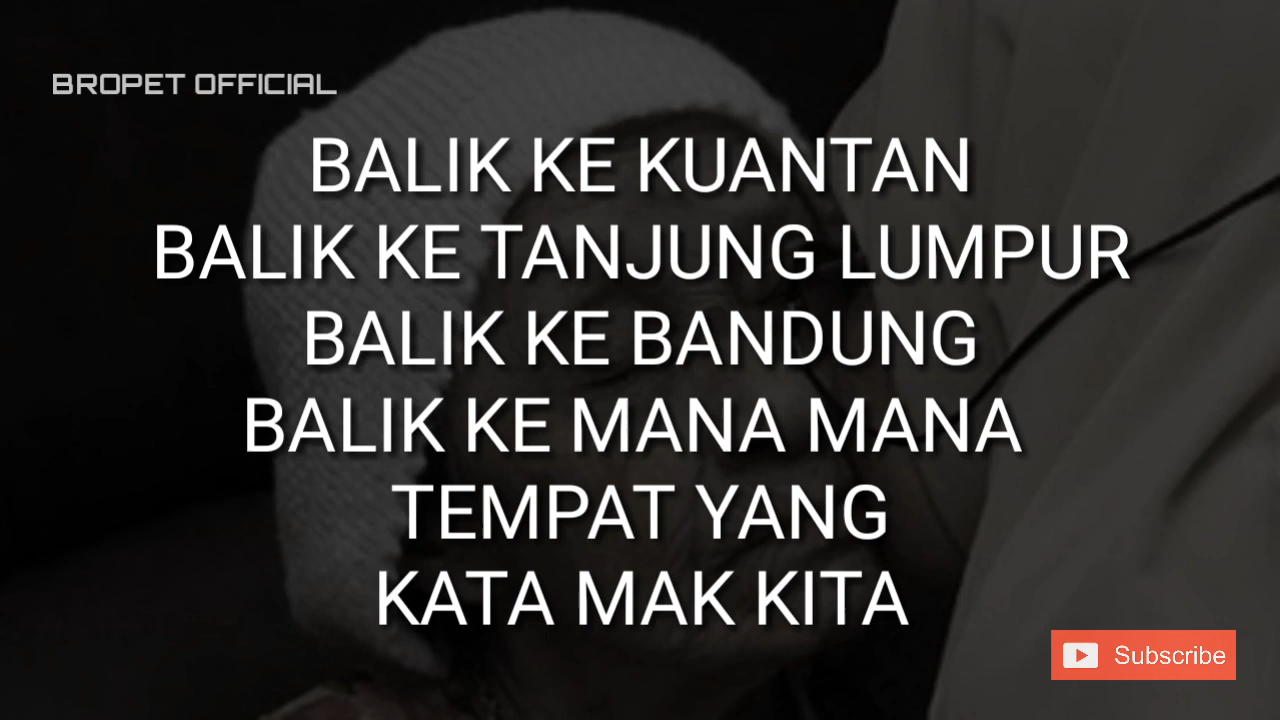 BROPET OFFICIAL
BALIK KE KUANTAN
BALIK KE TANJUNG LUMPUR
BALIK KE BANDUNG
BALIK KE MANA MANA
TEMPAT YANG
KATA MAK KITA
Subscribe